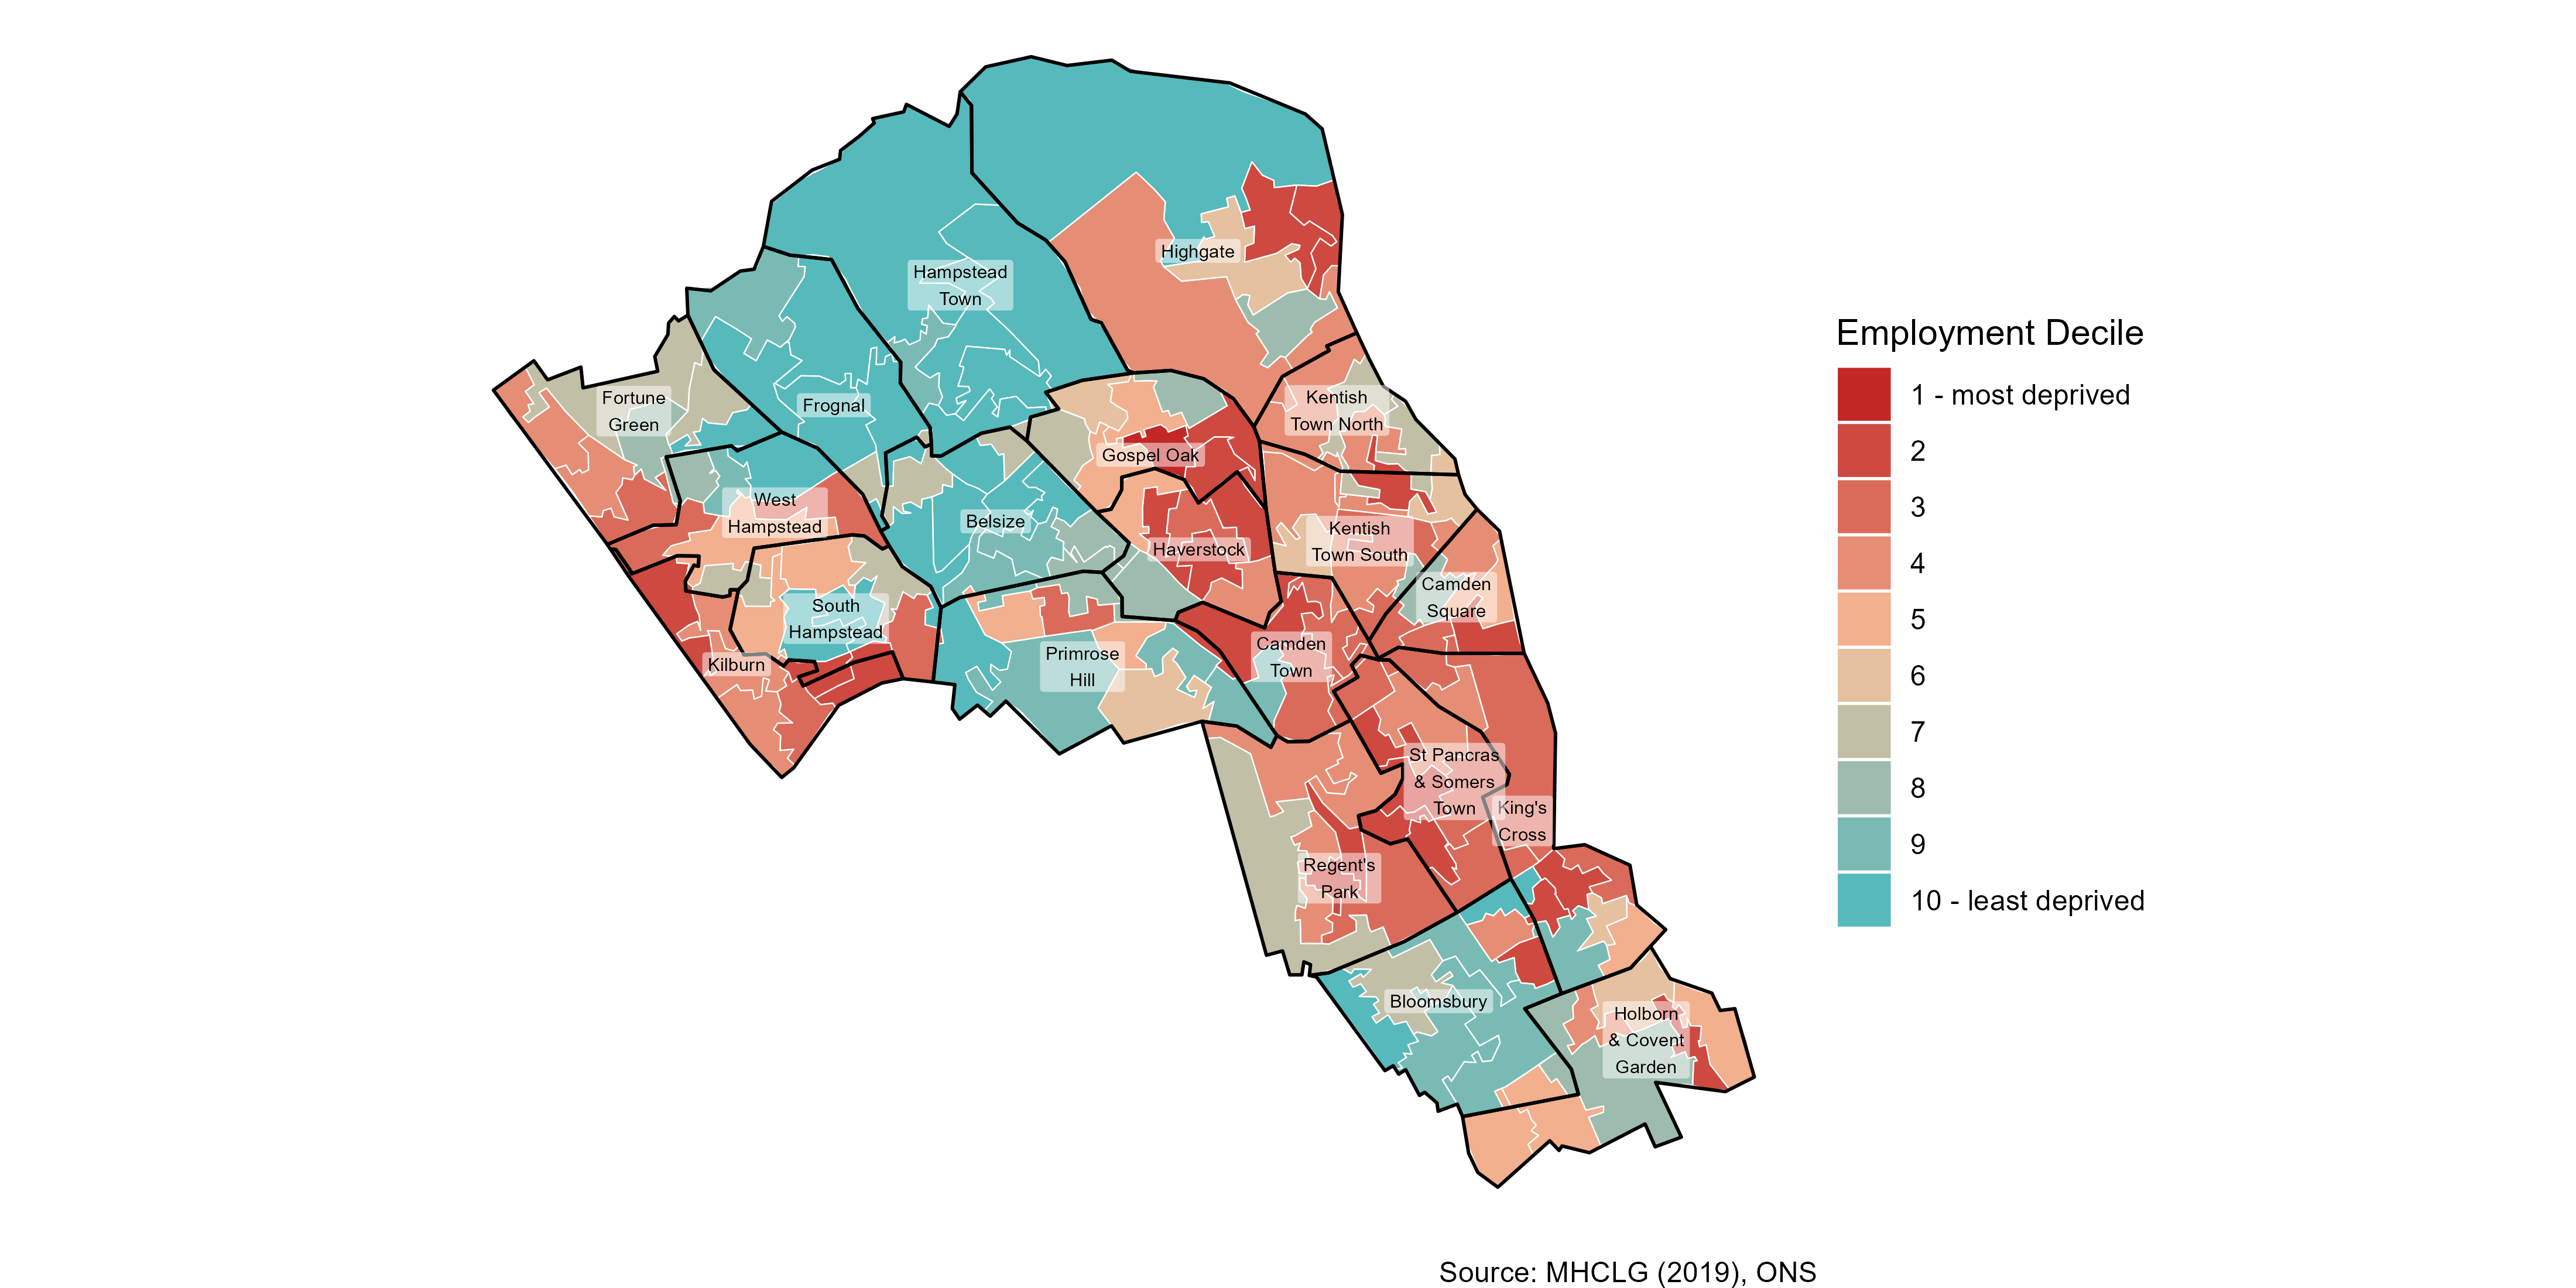 Highgate
Hampstead
Town
Fortune
Green
Frognal
Kentish
Town North
Gospel Oak
West
Hampstead
Belsize
Kentish
Town South
Haverstock
Camden
Square
South
Hampstead
Kilburn
Primrose
Hill
Camden
Town
St Pancras
& Somers
Town
King's
Cross
Regent's
Park
Bloomsbury
Holborn
& Covent
Garden
Employment Decile
1 - most deprived
2
3
4
5
6
7
8
9
10 - least deprived
Source: MHCLG (2019), ONS